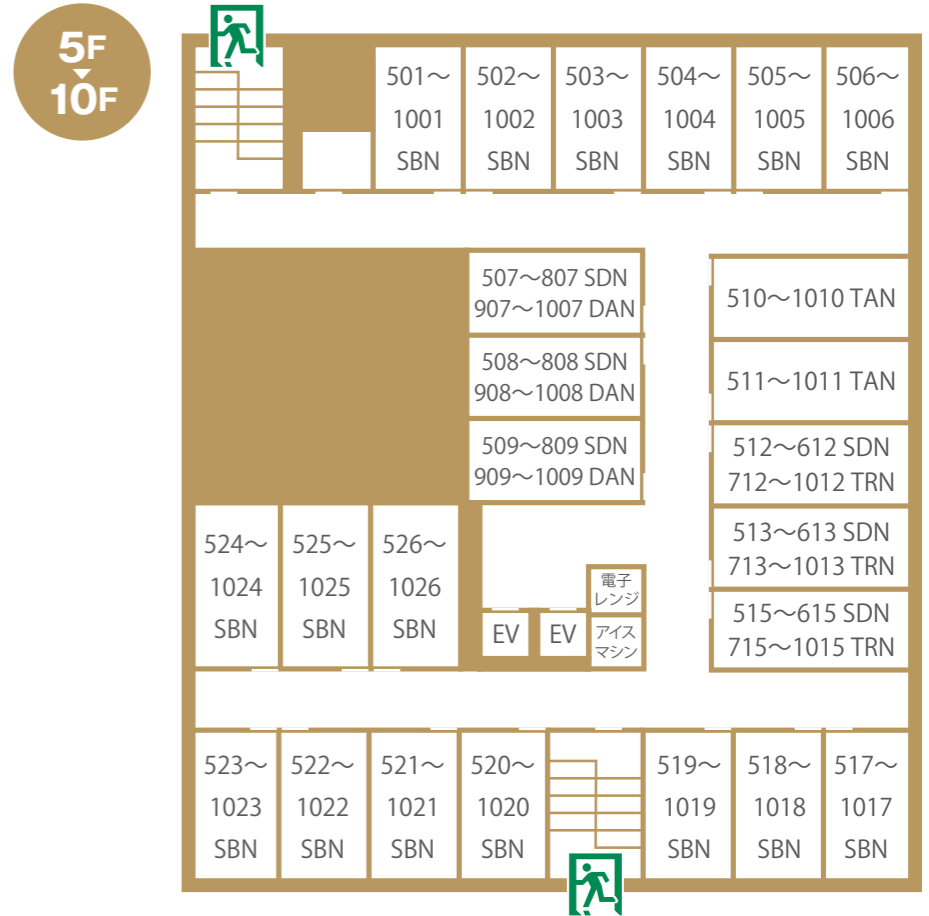 5F
10F
501～
1001
SBN
502～
1002
SBN
503～
1003
SBN
504～
1004
SBN
505～
1005
SBN
506～
1006
SBN
507～807 SDN
907～1007 DAN
508～808 SDN
908～1008 DAN
509～809 SDN
909～1009 DAN
510～1010 TAN
511～1011 TAN
512～612 SDN
712～1012 TRN
513～613 SDN
713～1013 TRN
515～615 SDN
715～1015 TRN
524～
1024
SBN
525～
1025
SBN
526～
1026
SBN
EV
EV
電子
レンジ
アイス
マシン
523～
1023
SBN
522～
1022
SBN
521～
1021
SBN
520～
1020
SBN
519～
1019
SBN
518～
1018
SBN
517～
1017
SBN